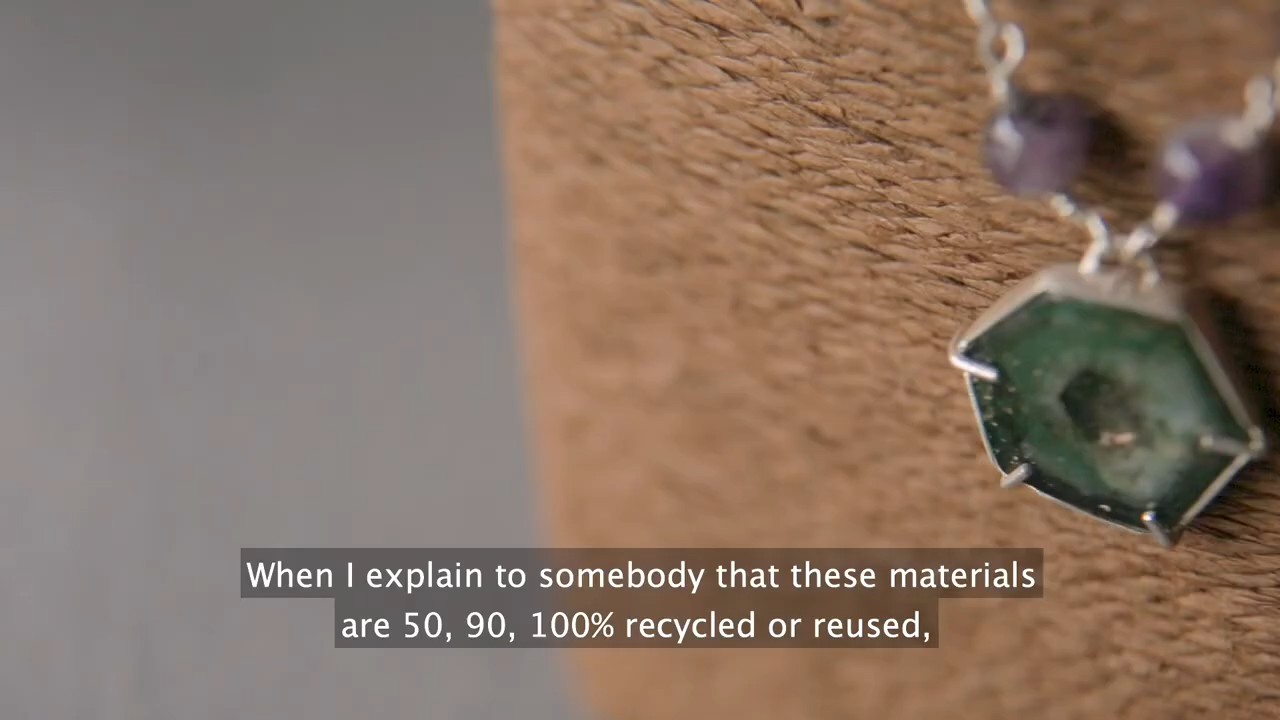 When I explain to somebody that these materials
are 50, 90, 100% recycled or reused,